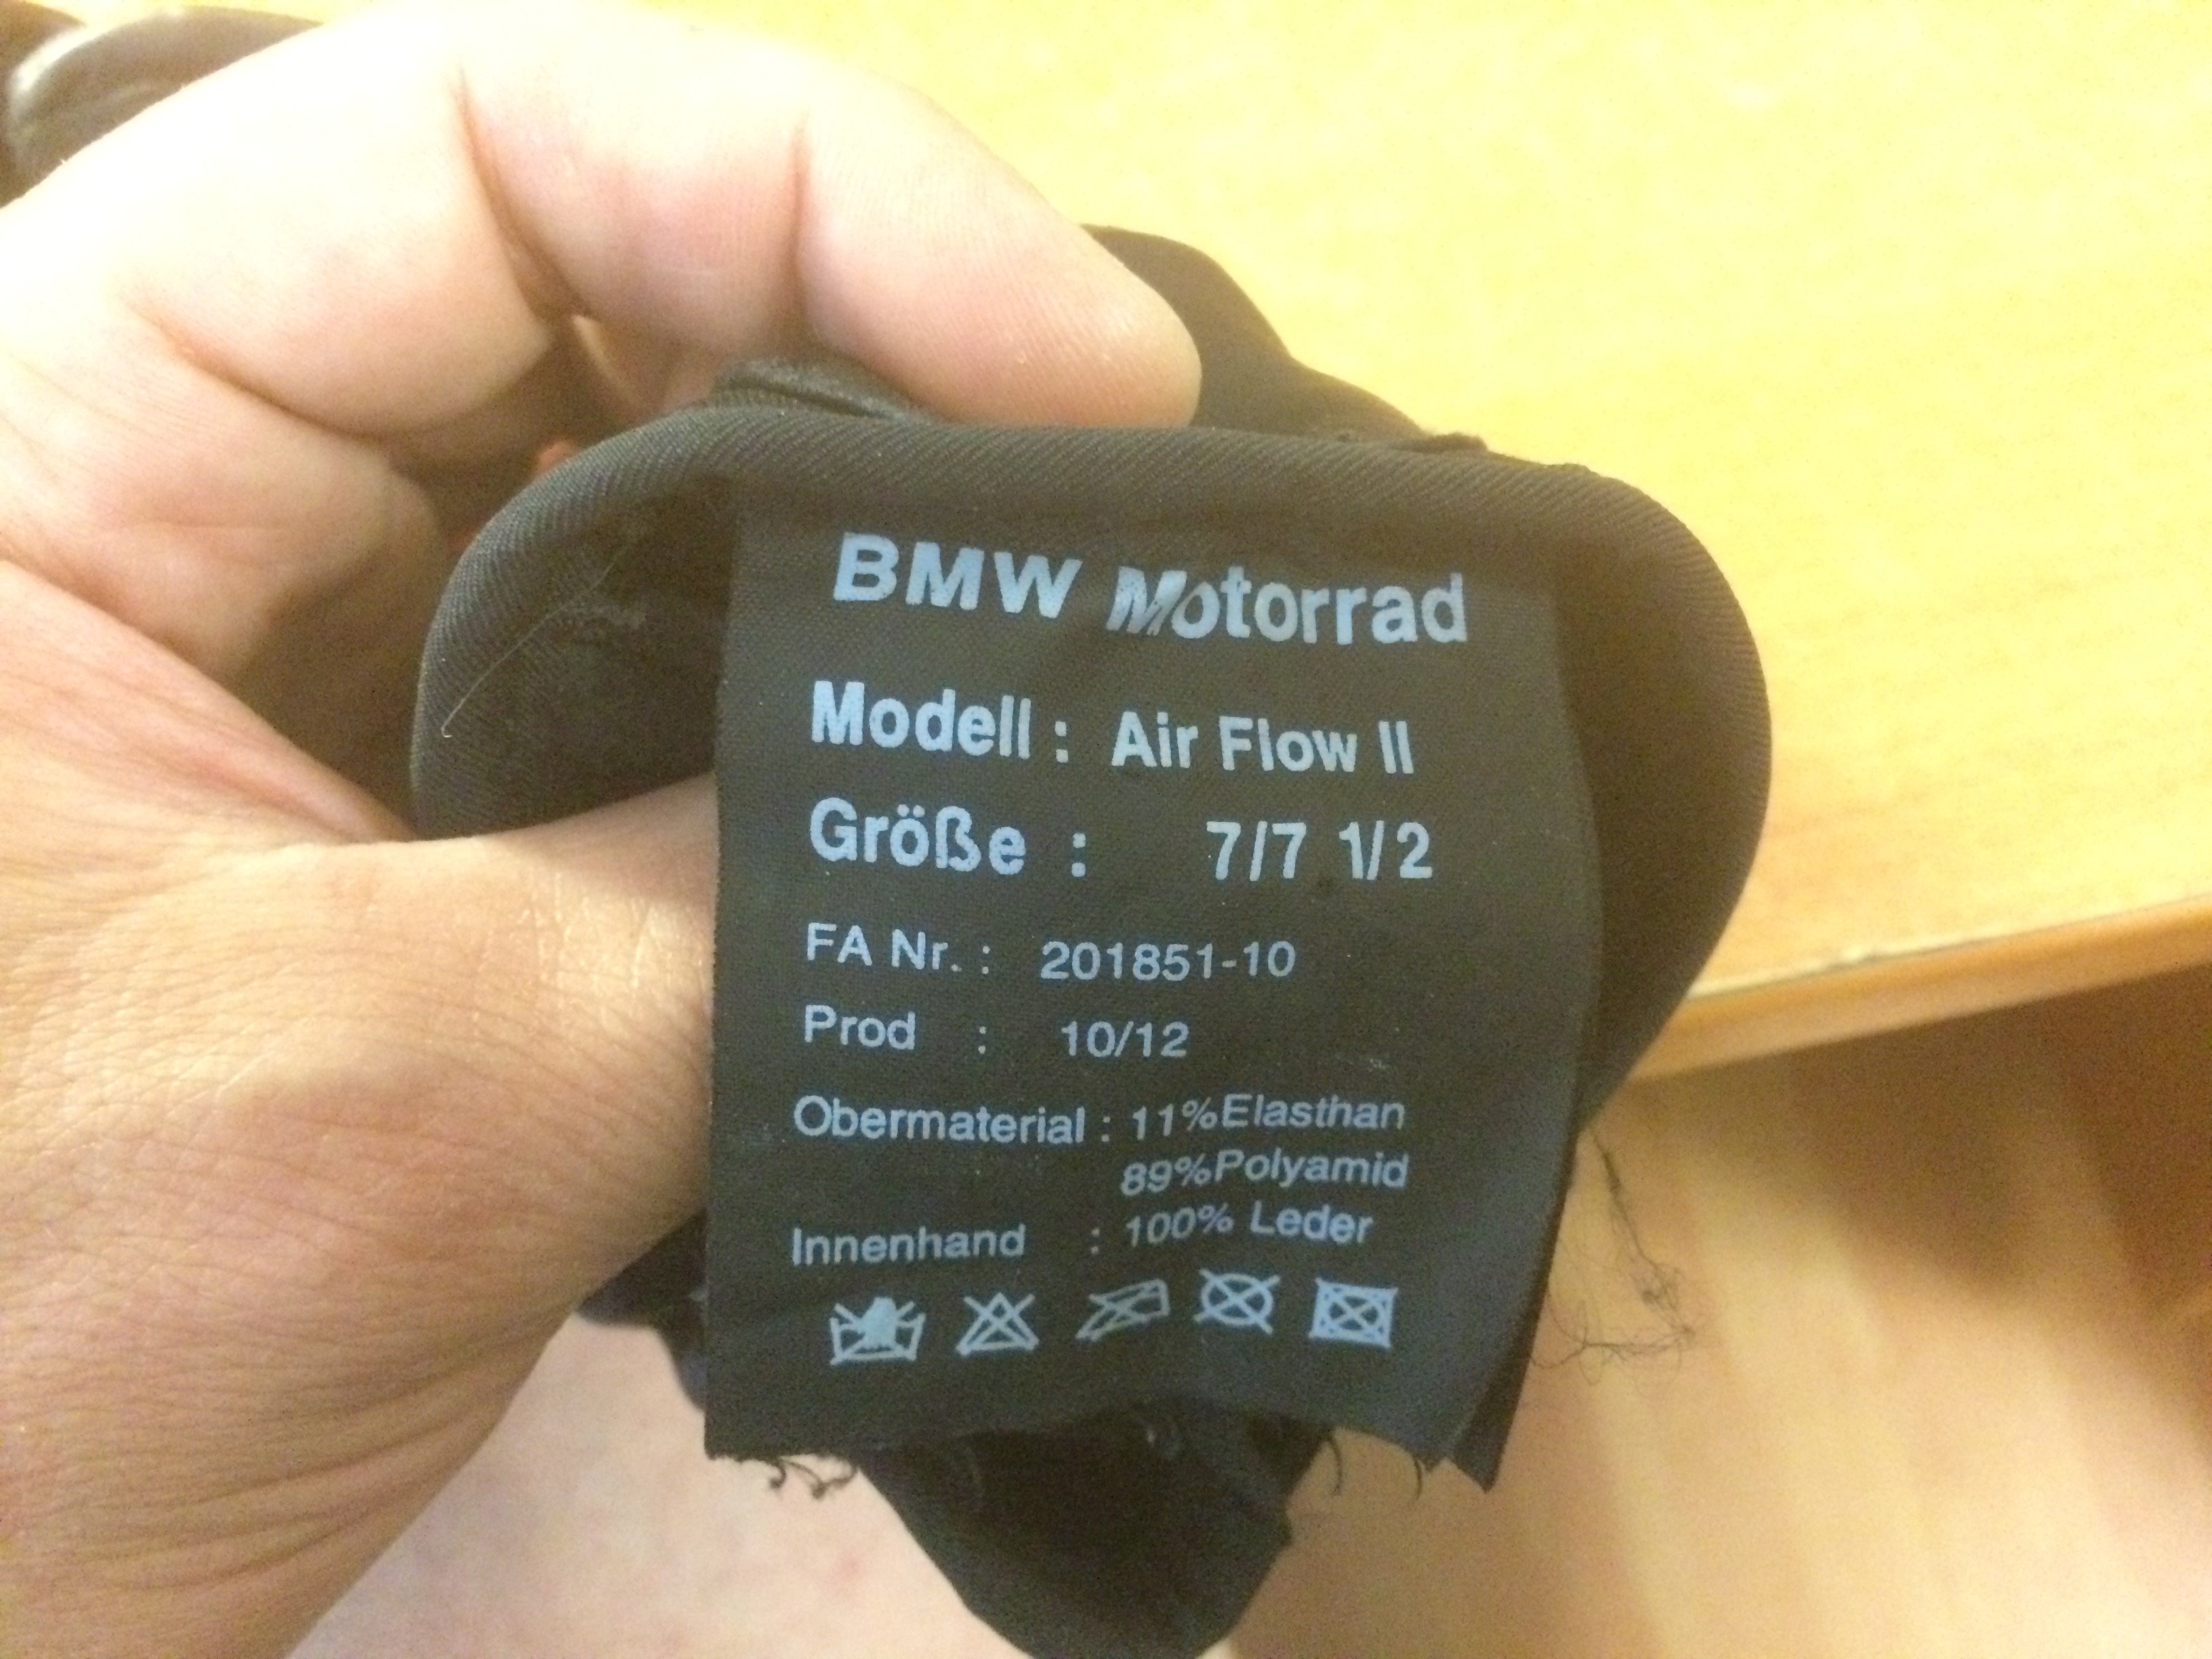 BMW Motorrad
Modell : Air Flow II
Größe : 7/7 1/2
FA Nr. : 201851-10
Prod : 10/12
Obermaterial : 11%Elasthan
89%Polyamid
Innenhand : 100% Leder